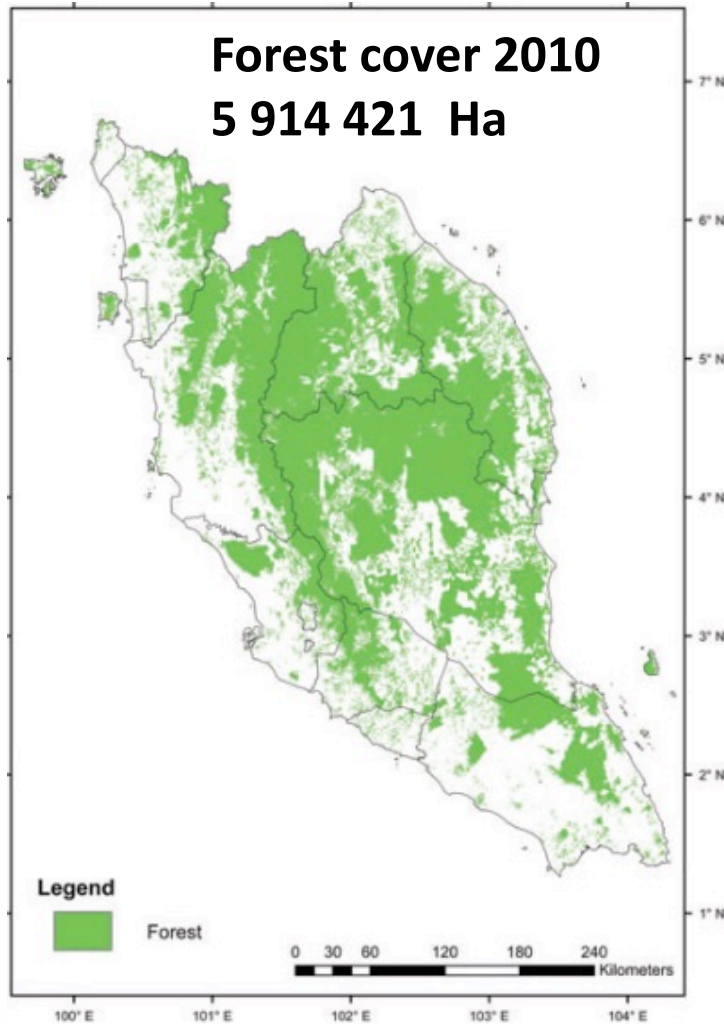 Forest cover 2010
5 914 421 Ha
7° N
6° N
5° N
4° N
3° N
2° N
1° N
Legend
Forest
0 30 60 120 180 240
Kilometers
100° E 101° E 102° E 103° E 104° E